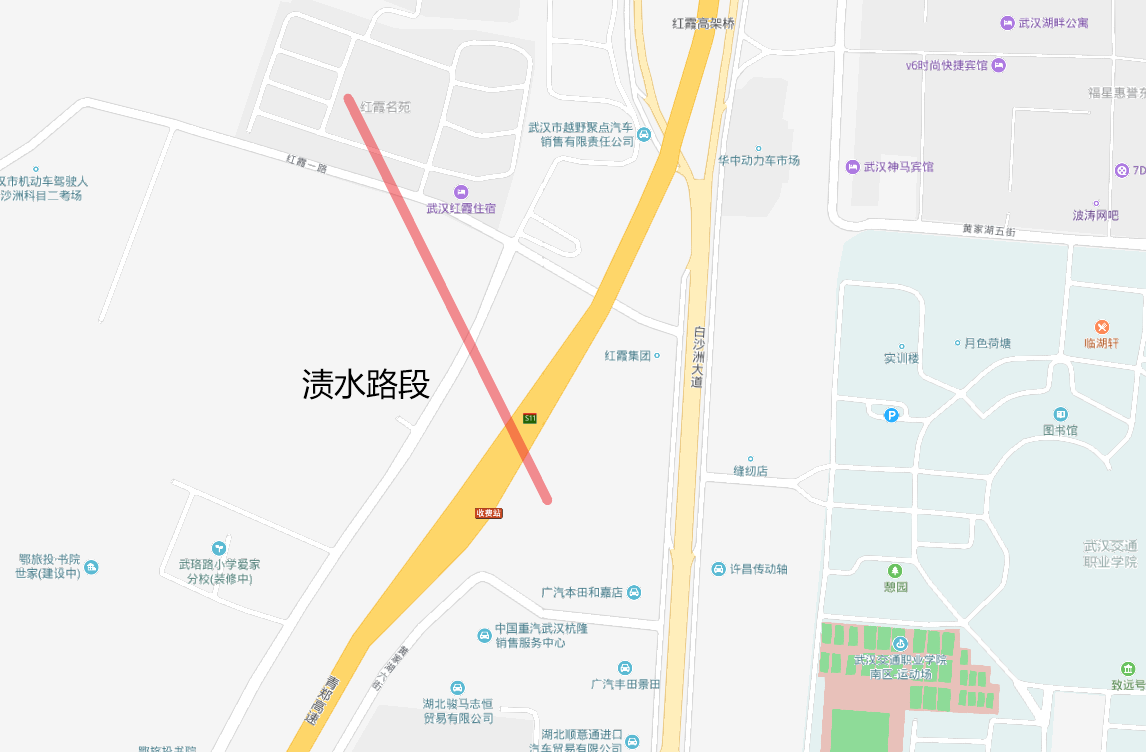 红霞高架桥
武汉湖畔公寓
v6时尚快捷宾馆
福星惠誉东
红霞名苑
武汉市越野聚点汽车
销售有限责任公司
华中动力车市场
武汉神马宾馆
7D
红霞一路
汉市机动车驾驶人
沙洲科目二考场
武汉红霞住宿
波涛网吧
黄家湖五街
白沙洲大道
红霞集团
实训楼
月色荷塘
临湖轩
渍水路段
S11
P
图书馆
缝纫店
收费站
鄂旅投·书院
世家(建设中)
武珞路小学爱家
分校(装修中)
武汉交通
职业学院
许昌传动轴
憩园
广汽本田和嘉店
中国重汽武汉杭隆
销售服务中心
黄家湖六街
武汉交通职业学院
南区-运动场
广汽丰田景田
青郑高速
湖北骏马志恒
贸易有限公司
致远号
湖北顺意通进口
汽车贸易有限公司
鄂旅投书院